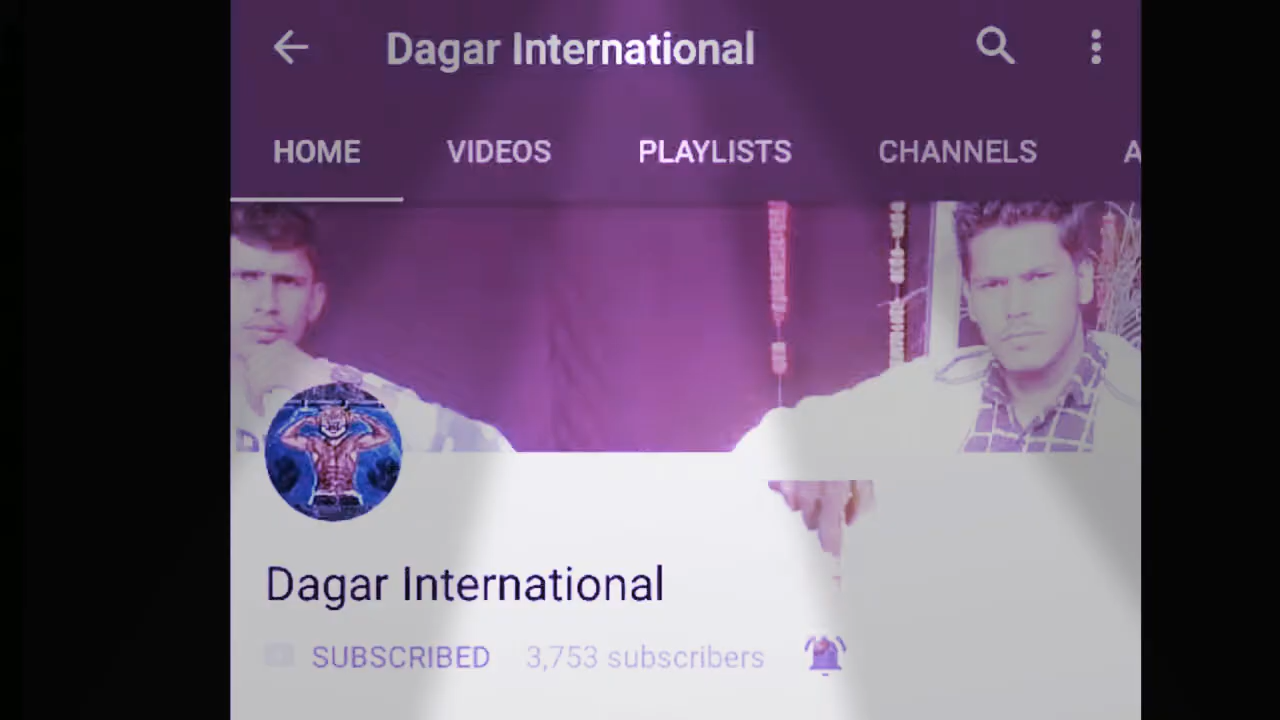 Dagar International
HOME VIDEOS PLAYLISTS CHANNELS A
Dagar International
SUBSCRIBED 3,753 subscribers